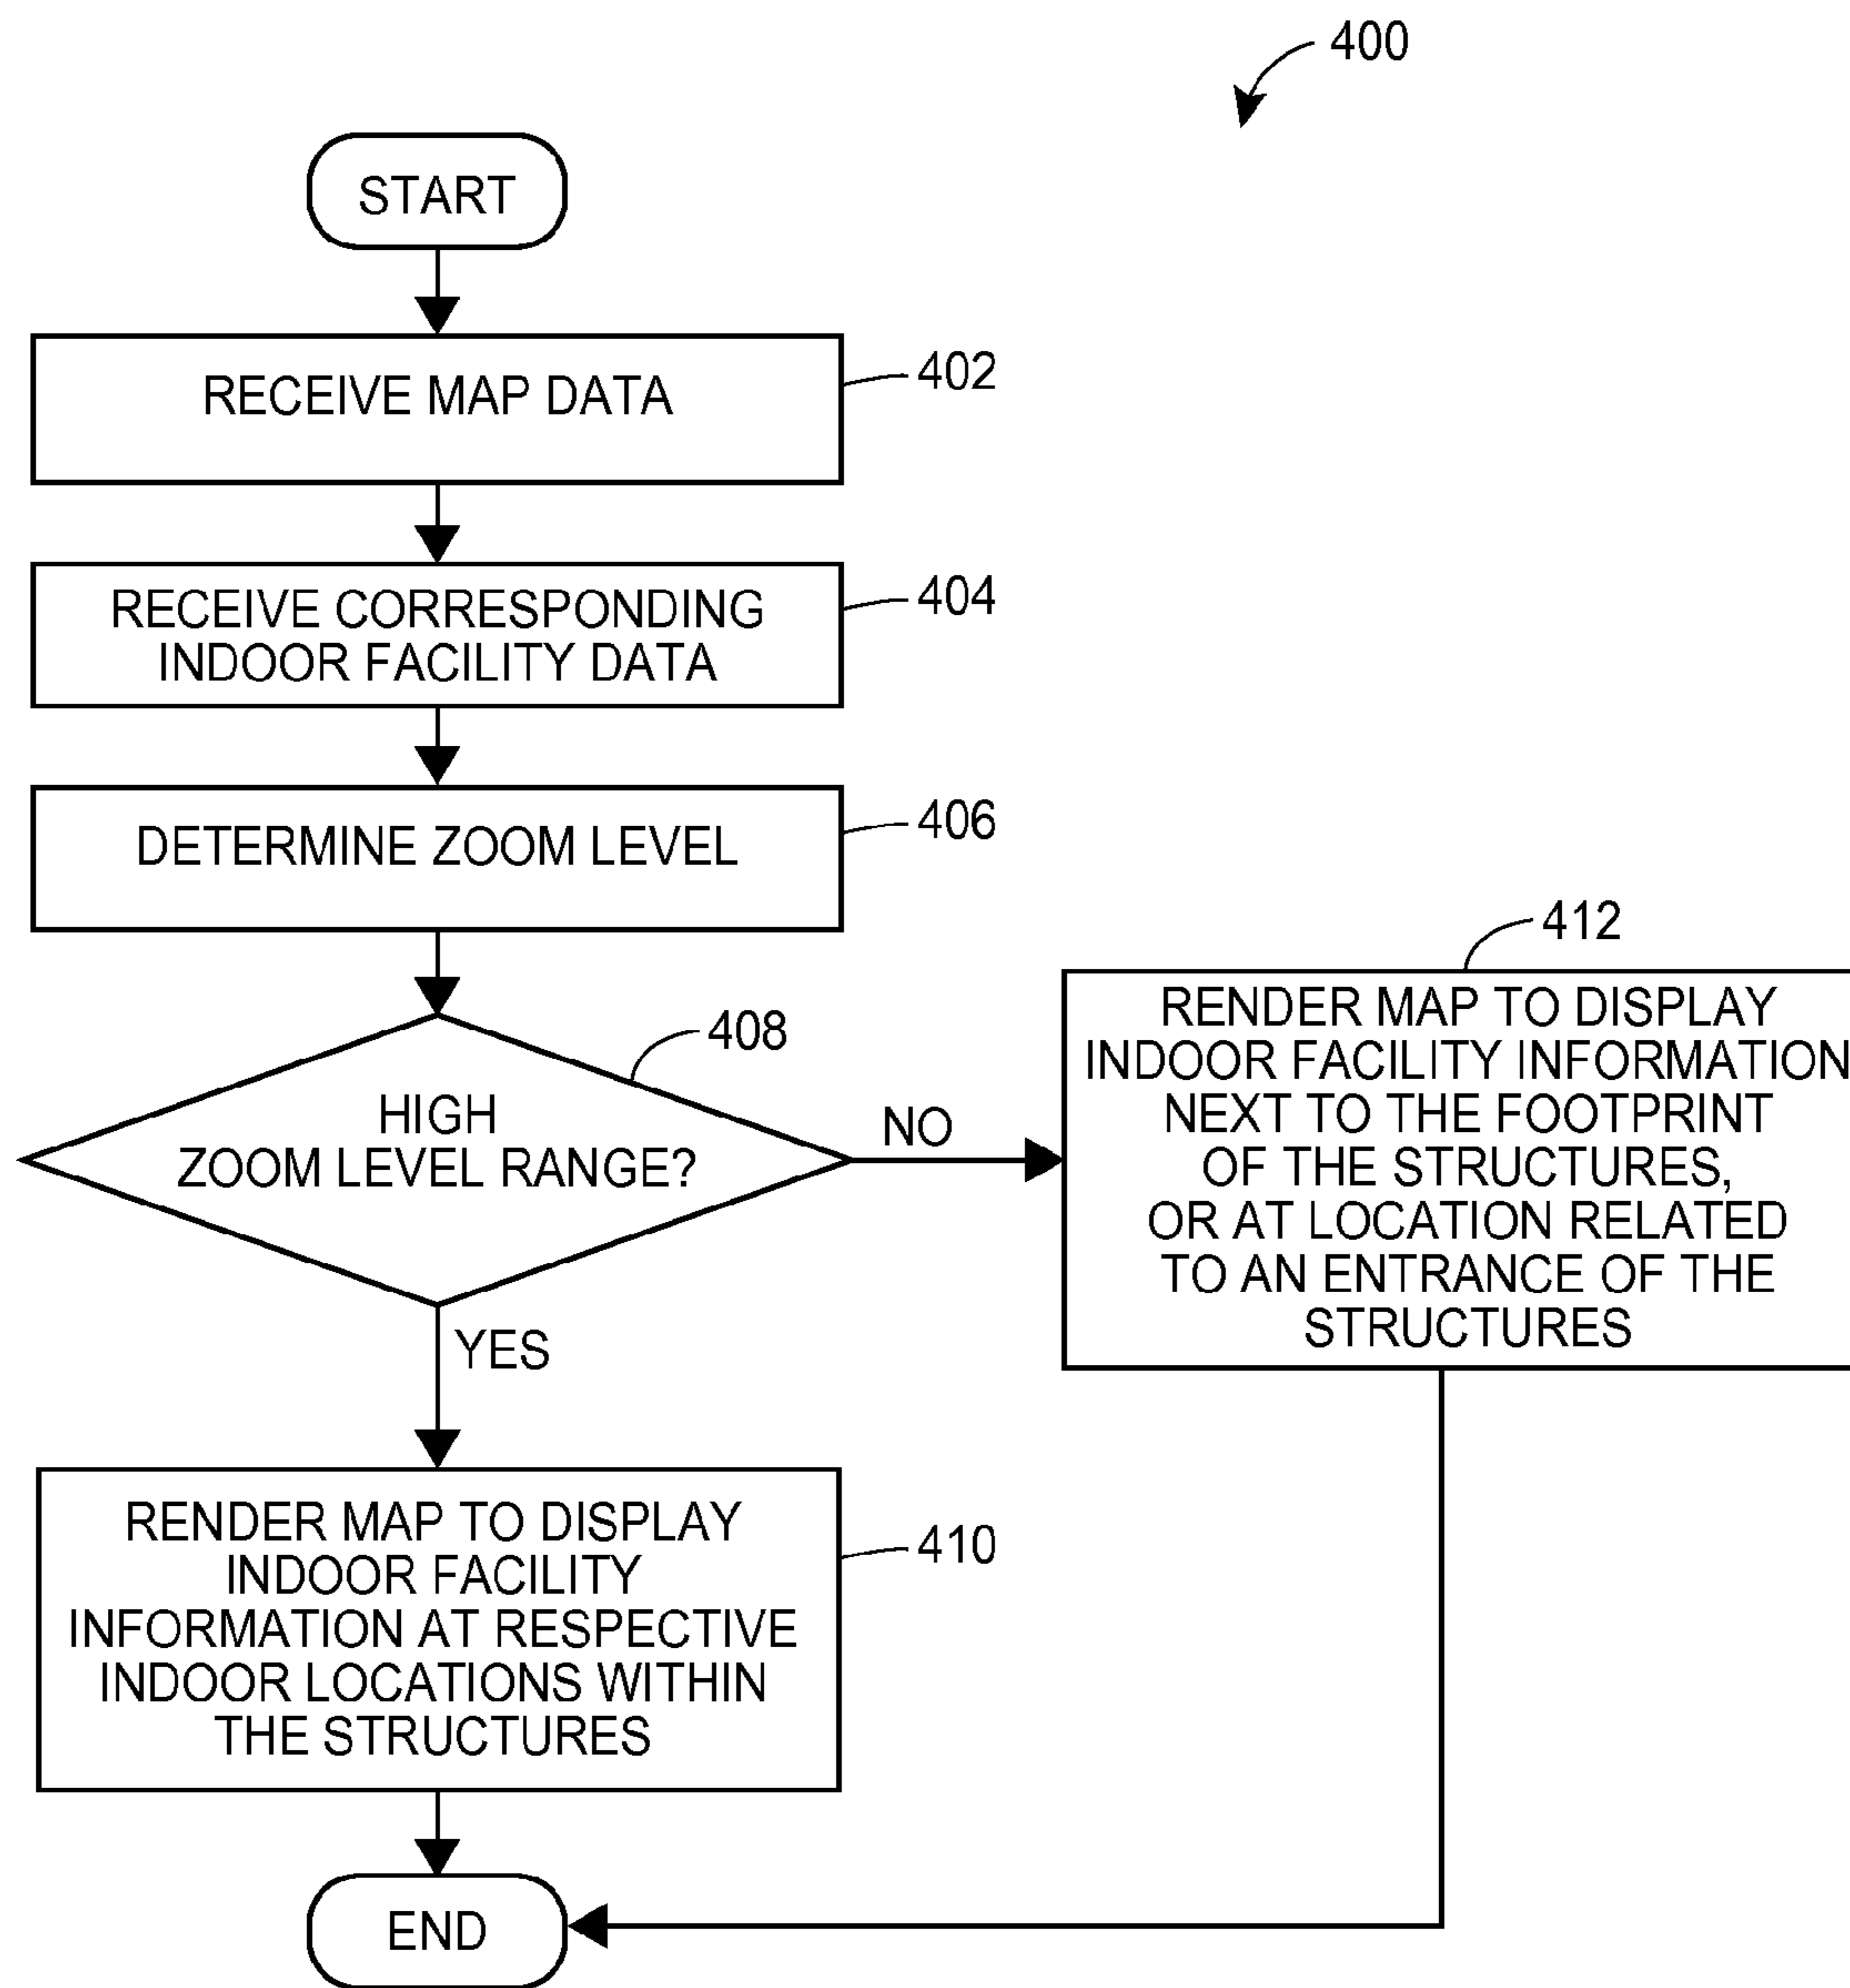 400
START
RECEIVE MAP DATA
402
RECEIVE CORRESPONDING
INDOOR FACILITY DATA
404
DETERMINE ZOOM LEVEL
406
HIGH
ZOOM LEVEL RANGE?
408
NO
YES
412
RENDER MAP TO DISPLAY
INDOOR FACILITY INFORMATION
NEXT TO THE FOOTPRINT
OF THE STRUCTURES,
OR AT LOCATION RELATED
TO AN ENTRANCE OF THE
STRUCTURES
RENDER MAP TO DISPLAY
INDOOR FACILITY
INFORMATION AT RESPECTIVE
INDOOR LOCATIONS WITHIN
THE STRUCTURES
410
END